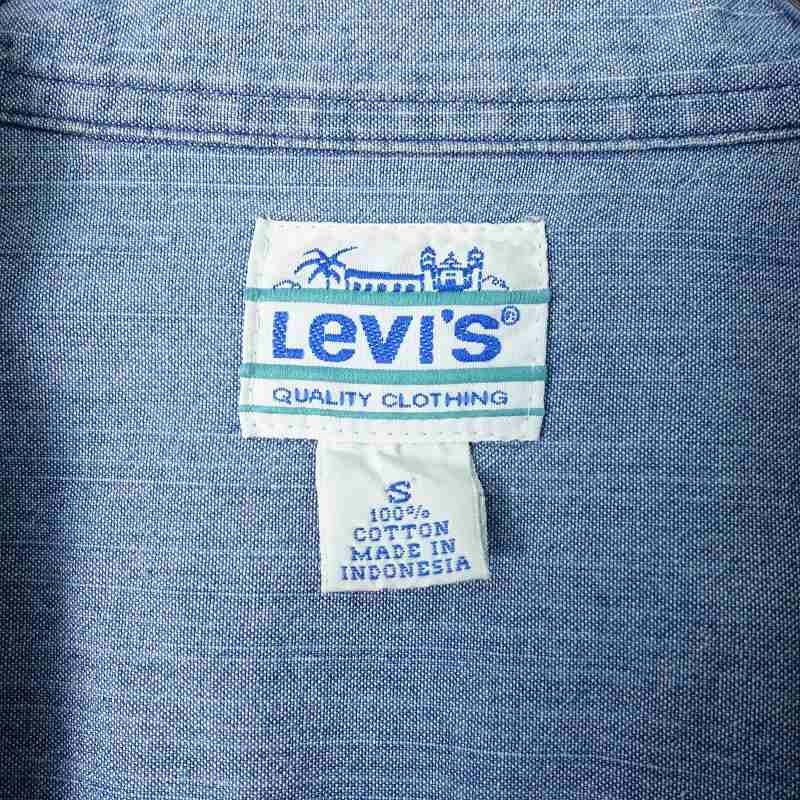 Levi's®
QUALITY CLOTHING
S
100%
COTTON
MADE IN
INDONESIA